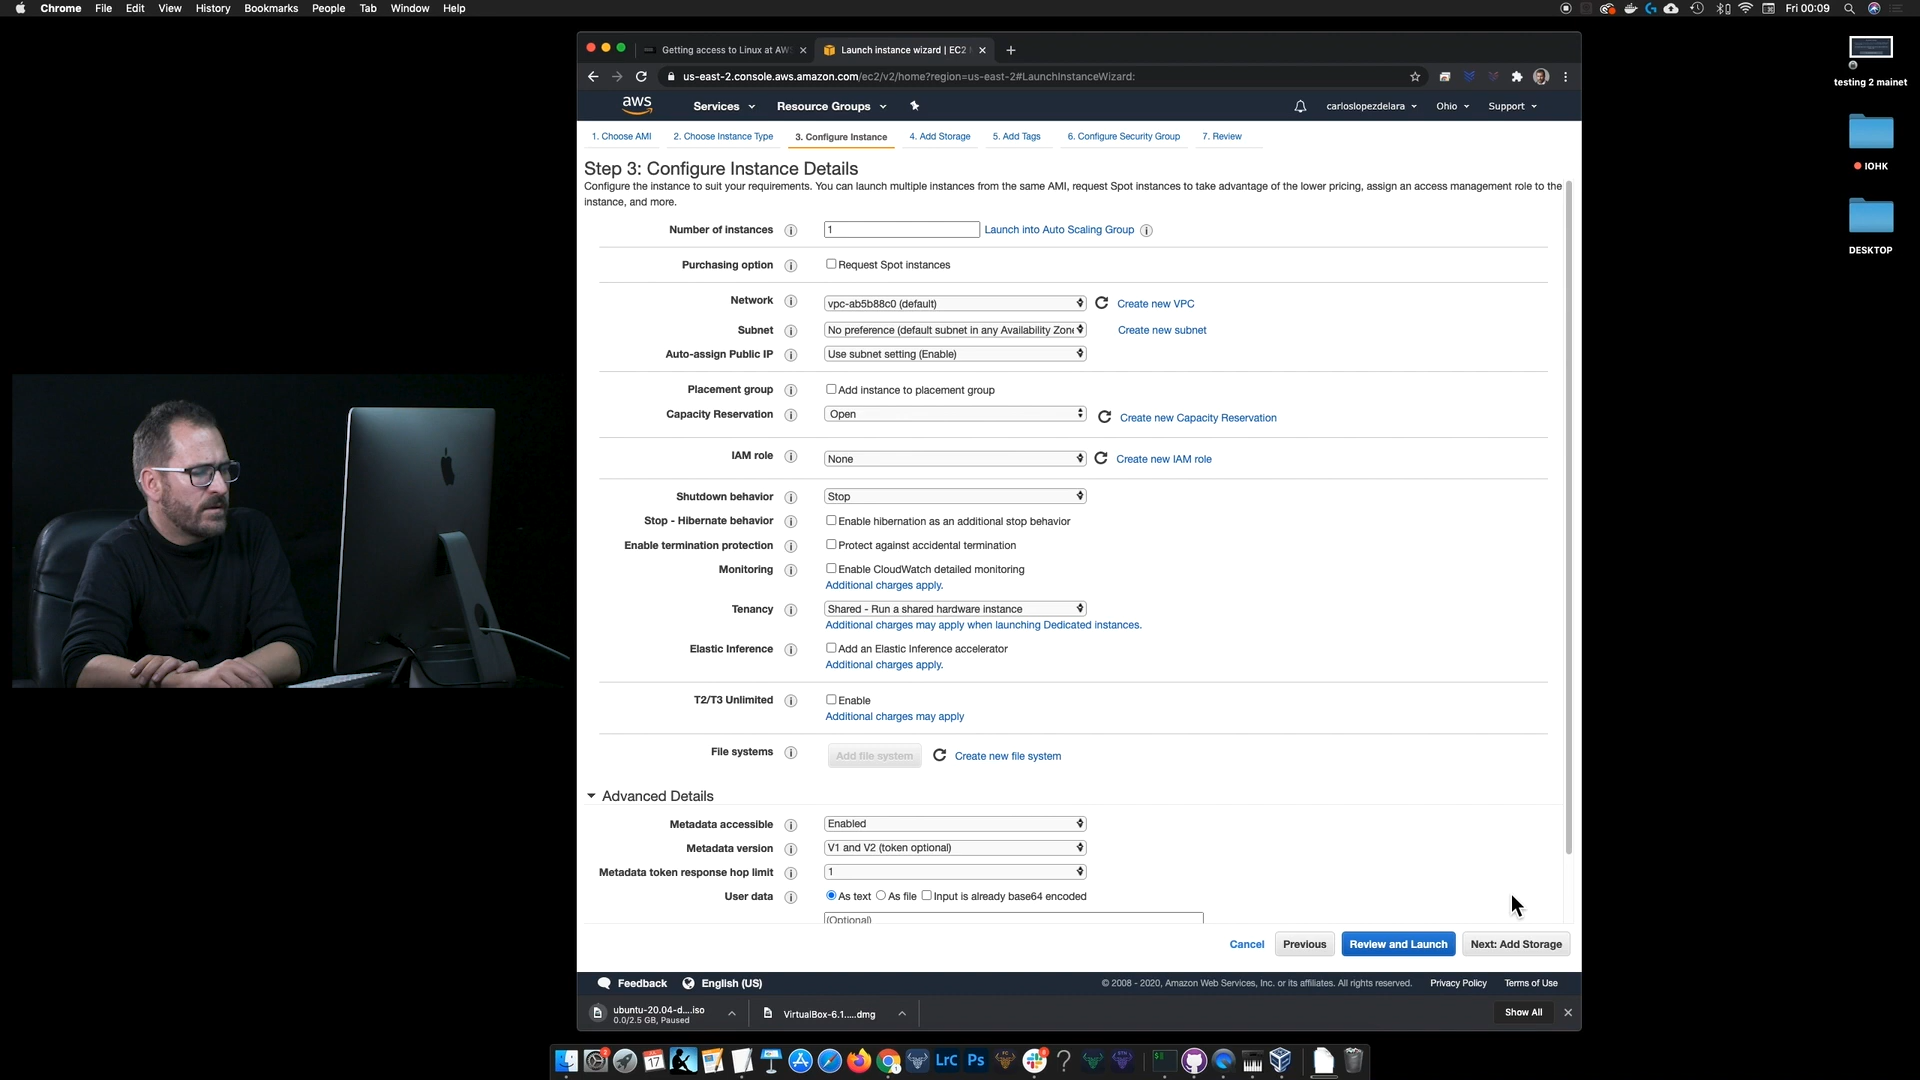 Chrome File Edit View History Bookmarks People Tab Window Help
Fri 00:09
testing 2 mainet
IOHK
DESKTOP
Getting access to Linux at AW
Launch instance wizard | EC2
us-east-2.console.aws.amazon.com/ec2/v2/home?region=us-east-2#LaunchInstanceWizard:
aws Services Resource Groups carloslopezdelara Ohio Support
1. Choose AMI 2. Choose Instance Type 3. Configure Instance 4. Add Storage 5. Add Tags 6. Configure Security Group 7. Review
Step 3: Configure Instance Details
Configure the instance to suit your requirements. You can launch multiple instances from the same AMI, request Spot instances to take advantage of the lower pricing, assign an access management role to the
instance, and more.
Number of instances 1 Launch into Auto Scaling Group
Purchasing option Request Spot instances
Network vpc-ab5b88c0 (default) Create new VPC
Subnet No preference (default subnet in any Availability Zone Create new subnet
Auto-assign Public IP Use subnet setting (Enable)
Placement group Add instance to placement group
Capacity Reservation Open Create new Capacity Reservation
IAM role None Create new IAM role
Shutdown behavior Stop
Stop - Hibernate behavior Enable hibernation as an additional stop behavior
Enable termination protection Protect against accidental termination
Monitoring Enable CloudWatch detailed monitoring
Additional charges apply.
Tenancy Shared - Run a shared hardware instance
Additional charges may apply when launching Dedicated instances.
Elastic Inference Add an Elastic Inference accelerator
Additional charges apply.
T2/T3 Unlimited Enable
Additional charges may apply
File systems Add file system Create new file system
Advanced Details
Metadata accessible Enabled
Metadata version V1 and V2 (token optional)
Metadata token response hop limit 1
User data As text As file Input is already base64 encoded
(Optional)
Cancel Previous Review and Launch Next: Add Storage
Feedback English (US) © 2008 - 2020, Amazon Web Services, Inc. or its affiliates. All rights reserved. Privacy Policy Terms of Use
ubuntu-20.04-d....iso
0.0/2.5 GB, Paused
VirtualBox-6.1.....dmg
Show All
17
LrC Ps